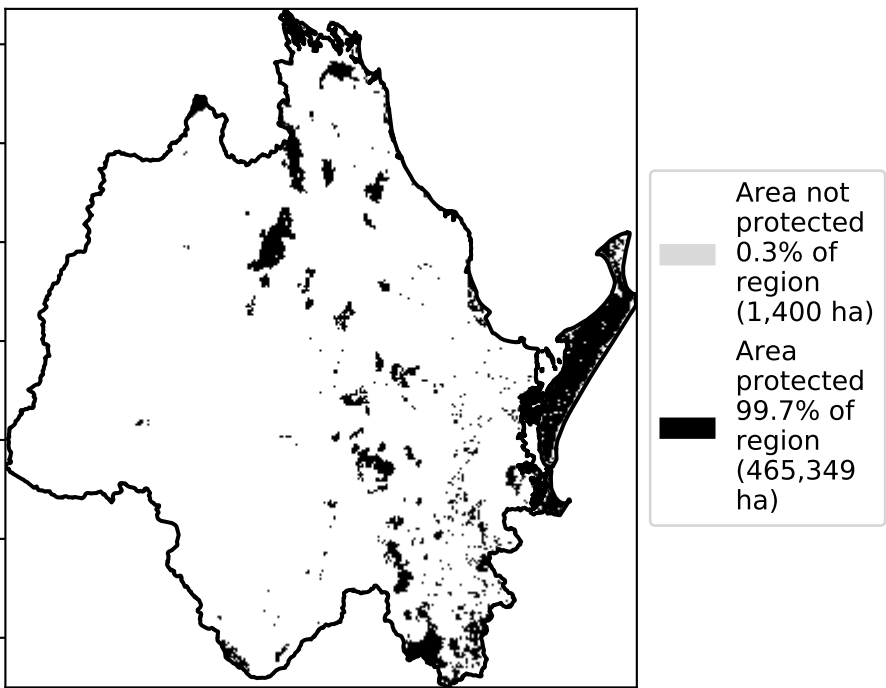 Area not
protected
0.3% of
region
(1,400 ha)
Area
protected
99.7% of
region
(465,349
ha)